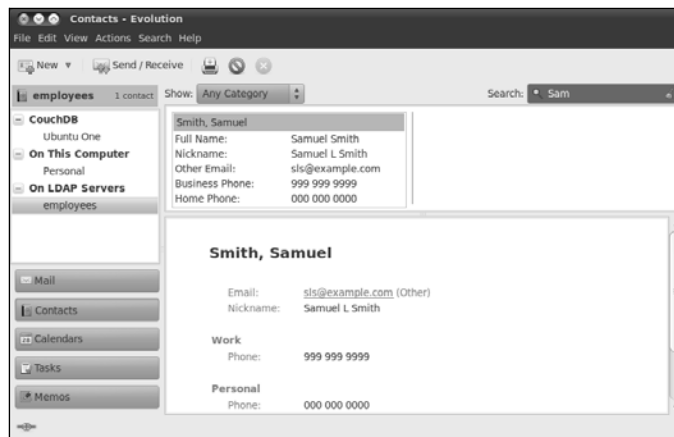 Contacts - Evolution
File Edit View Actions Search Help
New Send / Receive
employees 1 contact
Show: Any Category
Search: Sam
CouchDB
Ubuntu One
On This Computer
Personal
On LDAP Servers
employees
Smith, Samuel
Full Name: Samuel Smith
Nickname: Samuel L Smith
Other Email: sls@example.com
Business Phone: 999 999 9999
Home Phone: 000 000 0000
Smith, Samuel
Email: sls@example.com (Other)
Nickname: Samuel L Smith
Work
Phone: 999 999 9999
Personal
Phone: 000 000 0000
Mail
Contacts
Calendars
Tasks
Memos